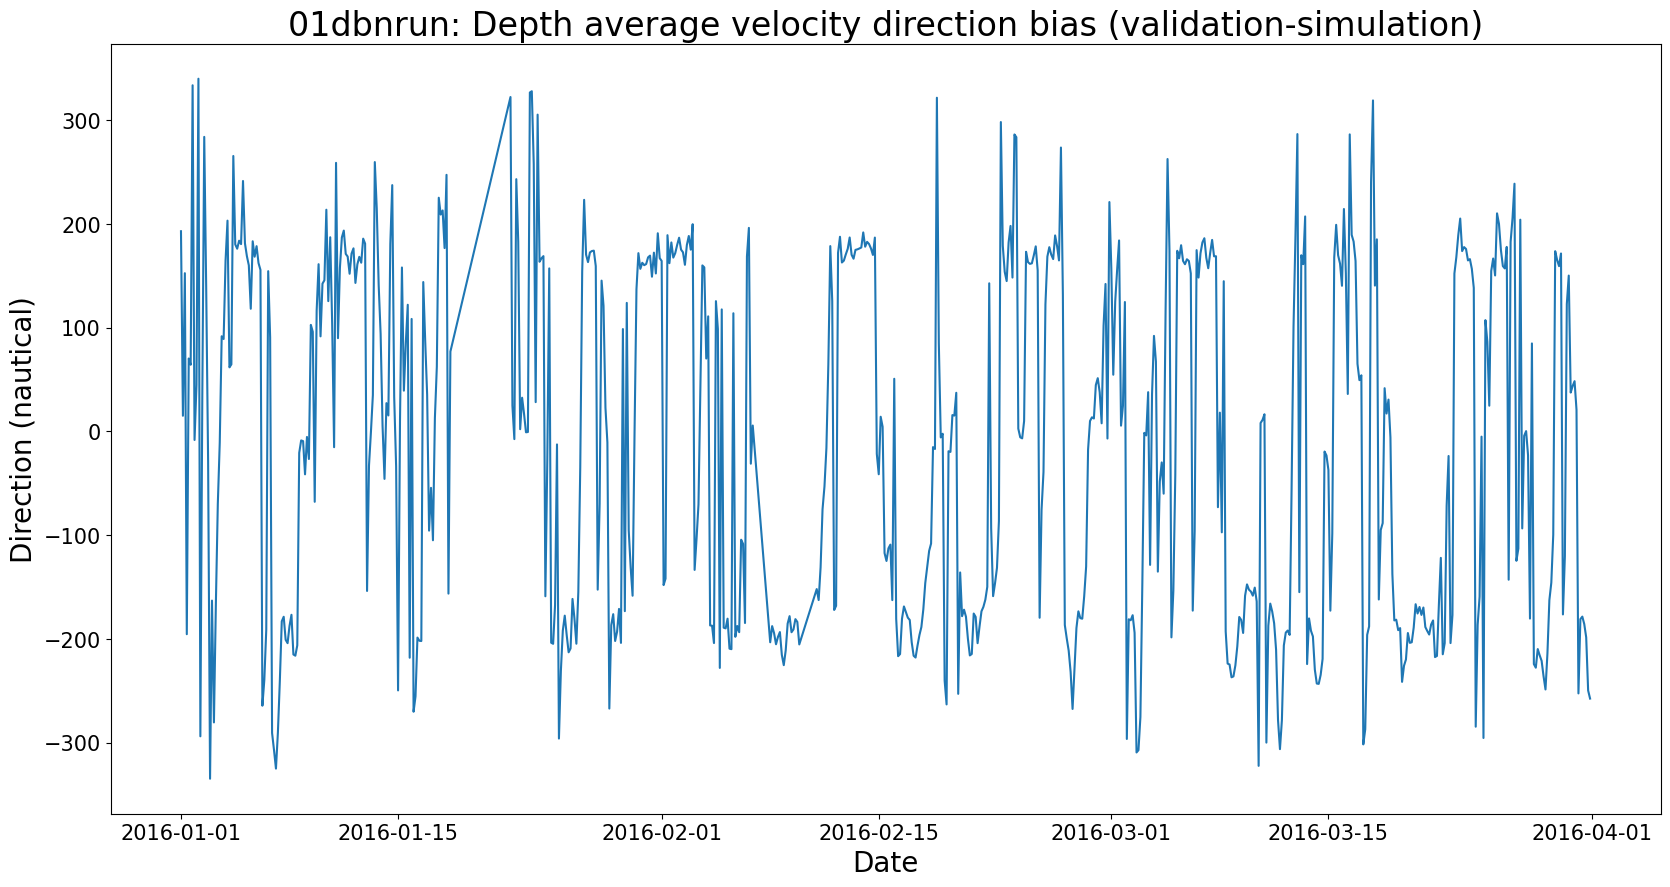 01dbnrun: Depth average velocity direction bias (validation-simulation)
Direction (nautical)
300
200
100
0
−100
−200
−300
2016-01-01 2016-01-15 2016-02-01 2016-02-15 2016-03-01 2016-03-15 2016-04-01
Date